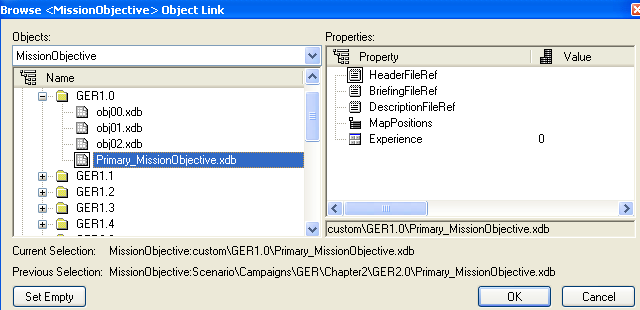 Browse <MissionObjective> Object Link
Objects:
MissionObjective
Name
GER1.0
obj00.xdb
obj01.xdb
obj02.xdb
Primary_MissionObjective.xdb
GER1.1
GER1.2
GER1.3
GER1.4
Properties:
Property Value
HeaderFileRef
BriefingFileRef
DescriptionFileRef
MapPositions
Experience 0
custom\GER1.0\Primary_MissionObjective.xdb
Current Selection: MissionObjective:custom\GER1.0\Primary_MissionObjective.xdb
Previous Selection: MissionObjective:Scenario\Campaigns\GER\Chapter2\GER2.0\Primary_MissionObjective.xdb
Set Empty OK Cancel